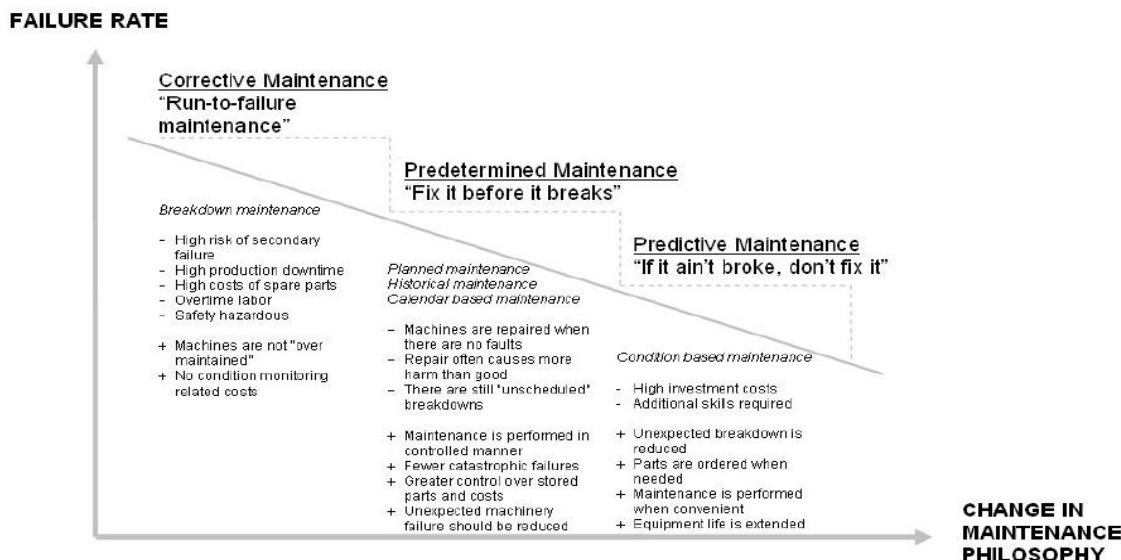 FAILURE RATE
Corrective Maintenance
"Run-to-failure
maintenance"
Predetermined Maintenance
"Fix it before it breaks"
Predictive Maintenance
"If it ain't broke, don't fix it"
Breakdown maintenance
- High risk of secondary
failure
- High production downtime
- High costs of spare parts
- Overtime labor
- Safety hazardous
+ Machines are not "over
maintained"
+ No condition monitoring
related costs
Planned maintenance
Historical maintenance
Calendar based maintenance
- Machines are repaired when
there are no faults
- Repair often causes more
harm than good
- There are still "unscheduled"
breakdowns
+ Maintenance is performed in
controlled manner
+ Fewer catastrophic failures
+ Greater control over stored
parts and costs
+ Unexpected machinery
failure should be reduced
Condition based maintenance
- High investment costs
- Additional skills required
+ Unexpected breakdown is
reduced
+ Parts are ordered when
needed
+ Maintenance is performed
when convenient
+ Equipment life is extended
CHANGE IN
MAINTENANCE
PHILOSOPHY